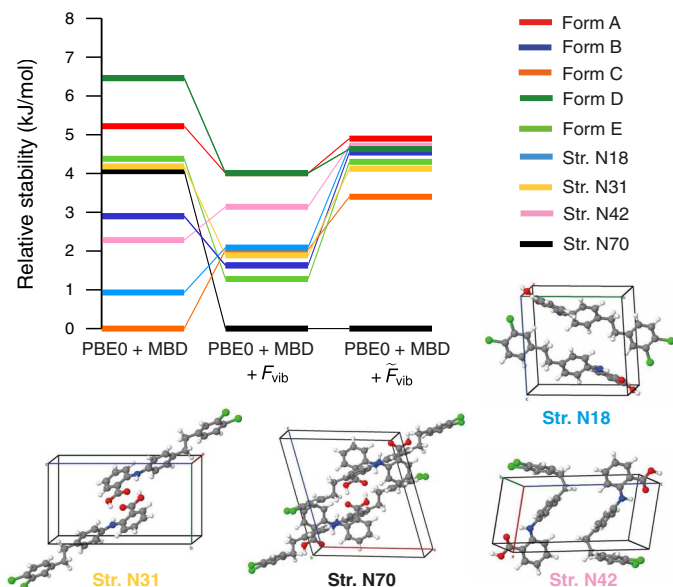 Relative stability (kJ/mol)
8
7
6
5
4
3
2
1
0
PBE0 + MBD
PBE0 + MBD
+ Fvib
PBE0 + MBD
+ F̃vib
Form A
Form B
Form C
Form D
Form E
Str. N18
Str. N31
Str. N42
Str. N70
Str. N18
Str. N31
Str. N70
Str. N42